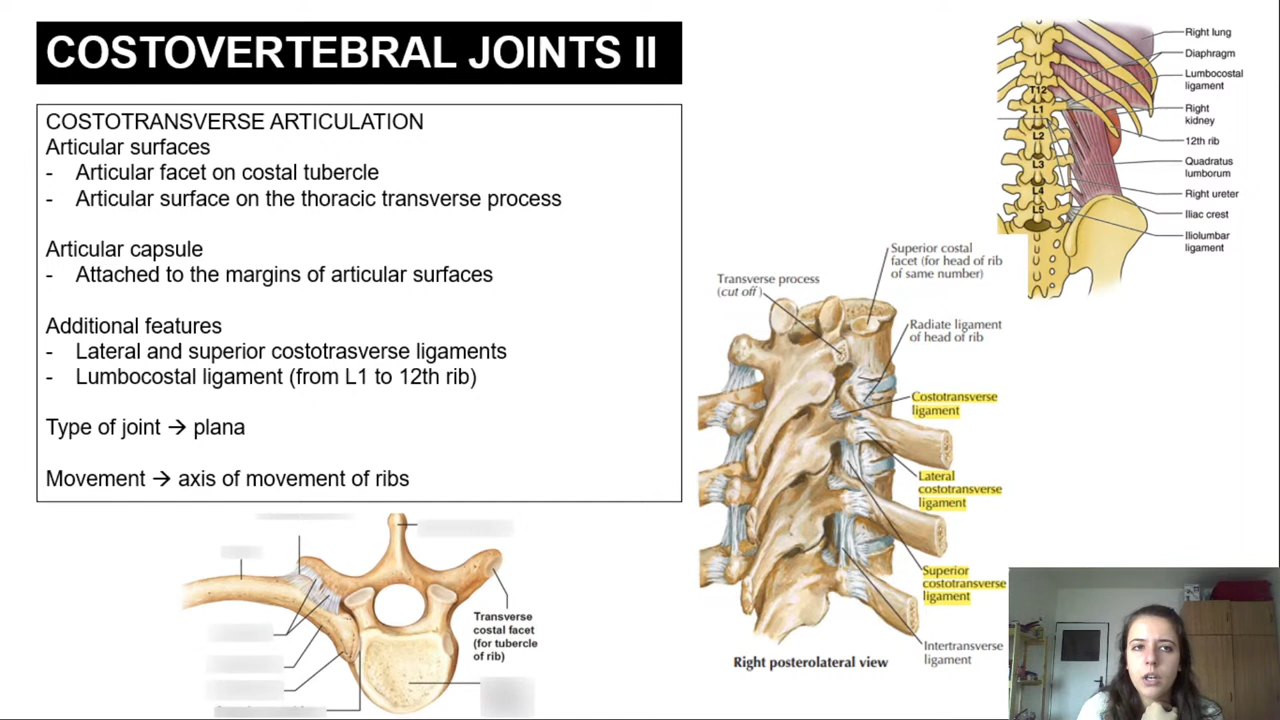 COSTOVERTEBRAL JOINTS II
COSTOTRANSVERSE ARTICULATION
Articular surfaces
- Articular facet on costal tubercle
- Articular surface on the thoracic transverse process
Articular capsule
- Attached to the margins of articular surfaces
Additional features
- Lateral and superior costotrasverse ligaments
- Lumbocostal ligament (from L1 to 12th rib)
Type of joint → plana
Movement → axis of movement of ribs
Transverse
costal facet
(for tubercle
of rib)
Transverse process
(cut off)
Superior costal
facet (for head of rib
of same number)
Radiate ligament
of head of rib
Costotransverse
ligament
Lateral
costotransverse
ligament
Superior
costotransverse
ligament
Intertransverse
ligament
Right posterolateral view
T12
L1
L2
L3
L4
L5
Right lung
Diaphragm
Lumbocostal
ligament
Right
kidney
12th rib
Quadratus
lumborum
Right ureter
Iliac crest
Iliolumbar
ligament